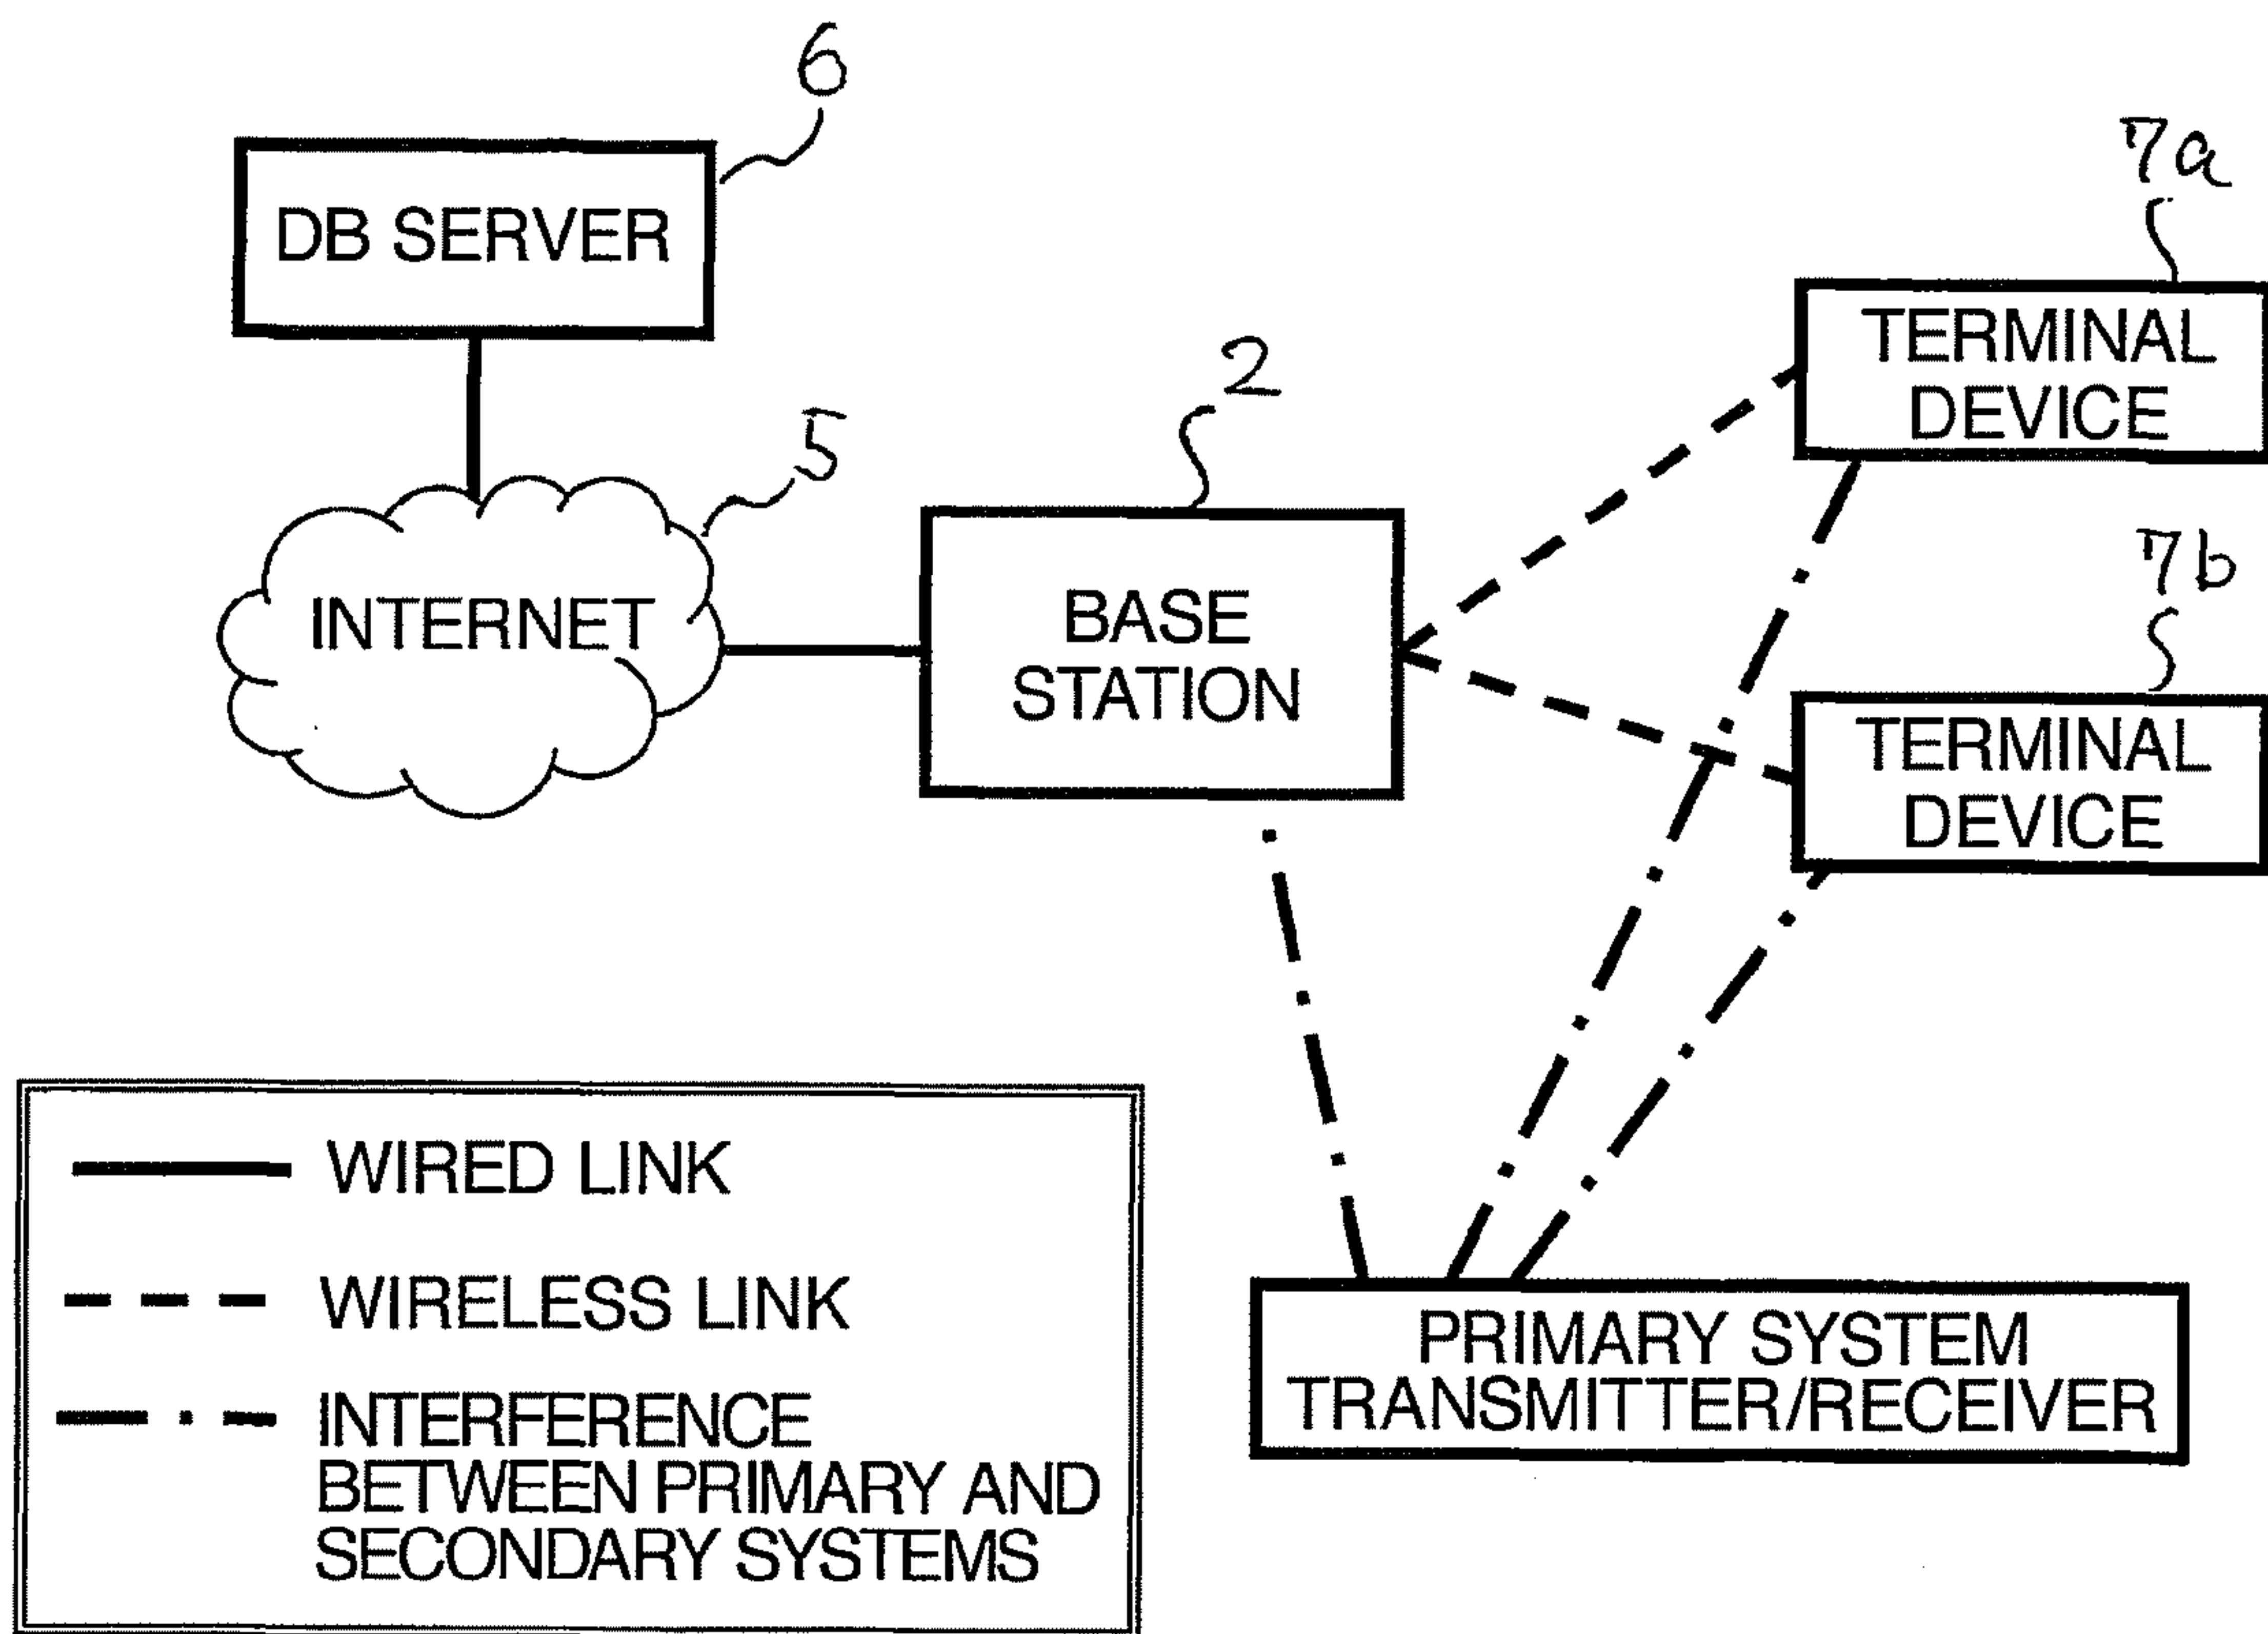 6
DB SERVER
7a
TERMINAL
DEVICE
2
5
INTERNET
BASE
STATION
7b
TERMINAL
DEVICE
WIRED LINK
WIRELESS LINK
INTERFERENCE
BETWEEN PRIMARY AND
SECONDARY SYSTEMS
PRIMARY SYSTEM
TRANSMITTER/RECEIVER